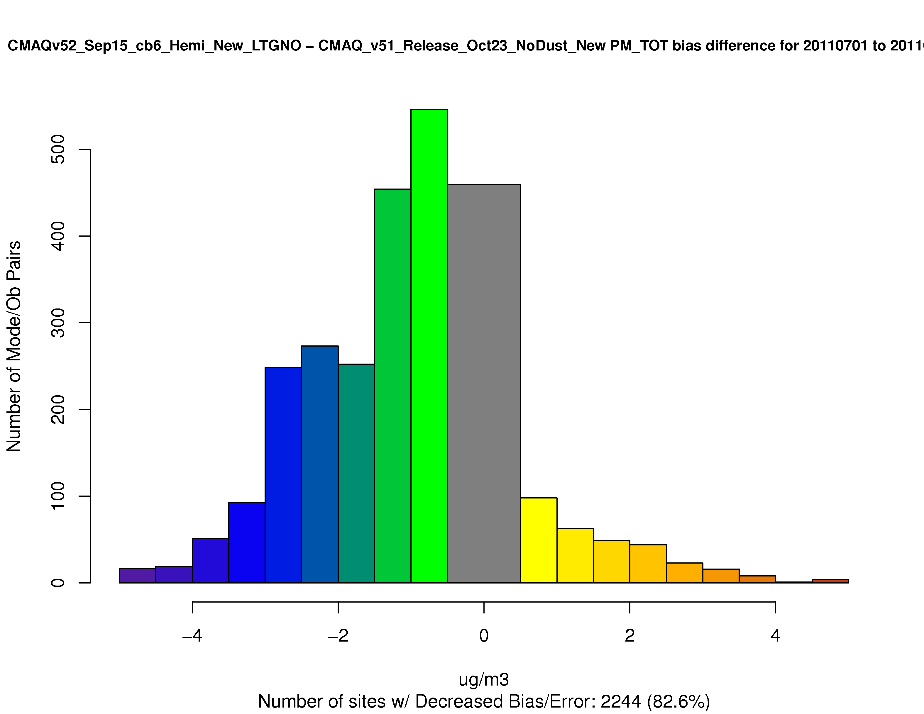 CMAQv52_Sep15_cb6_Hemi_New_LTGNO − CMAQ_v51_Release_Oct23_NoDust_New PM_TOT bias difference for 20110701 to 2011
Number of Mode/Ob Pairs
500
400
300
200
100
0
−4 −2 0 2 4
ug/m3
Number of sites w/ Decreased Bias/Error: 2244 (82.6%)